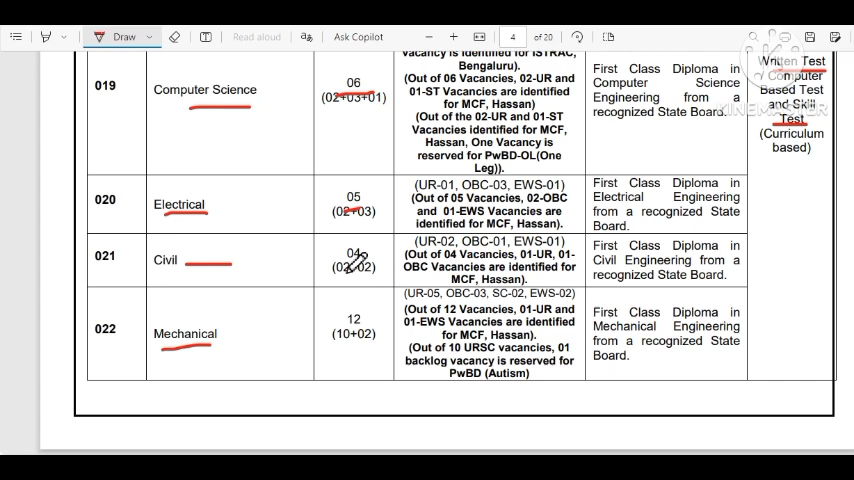 Draw
Read aloud
aあ
Ask Copilot
4 of 20
KINEMASTER
019
Computer Science
06
(02+03+01)
Vacancy is identified for ISTRAC,
Bengaluru).
(Out of 06 Vacancies, 02-UR and
01-ST Vacancies are identified
for MCF, Hassan)
(Out of the 02-UR and 01-ST
Vacancies identified for MCF,
Hassan, One Vacancy is
reserved for PwBD-OL(One
Leg)).
First Class Diploma in
Computer Science
Engineering from a
recognized State Board.
Written Test
Computer
Based Test
and Skill
Test
(Curriculum
based)
020
Electrical
05
(02+03)
(UR-01, OBC-03, EWS-01)
(Out of 05 Vacancies, 02-OBC
and 01-EWS Vacancies are
identified for MCF, Hassan).
First Class Diploma in
Electrical Engineering
from a recognized State
Board.
021
Civil
04
(02+02)
(UR-02, OBC-01, EWS-01)
(Out of 04 Vacancies, 01-UR, 01-
OBC Vacancies are identified for
MCF, Hassan).
First Class Diploma in
Civil Engineering from a
recognized State Board.
022
Mechanical
12
(10+02)
(UR-05, OBC-03, SC-02, EWS-02)
(Out of 12 Vacancies, 01-UR and
01-EWS Vacancies are identified
for MCF, Hassan).
(Out of 10 URSC vacancies, 01
backlog vacancy is reserved for
PwBD (Autism)
First Class Diploma in
Mechanical Engineering
from a recognized State
Board.